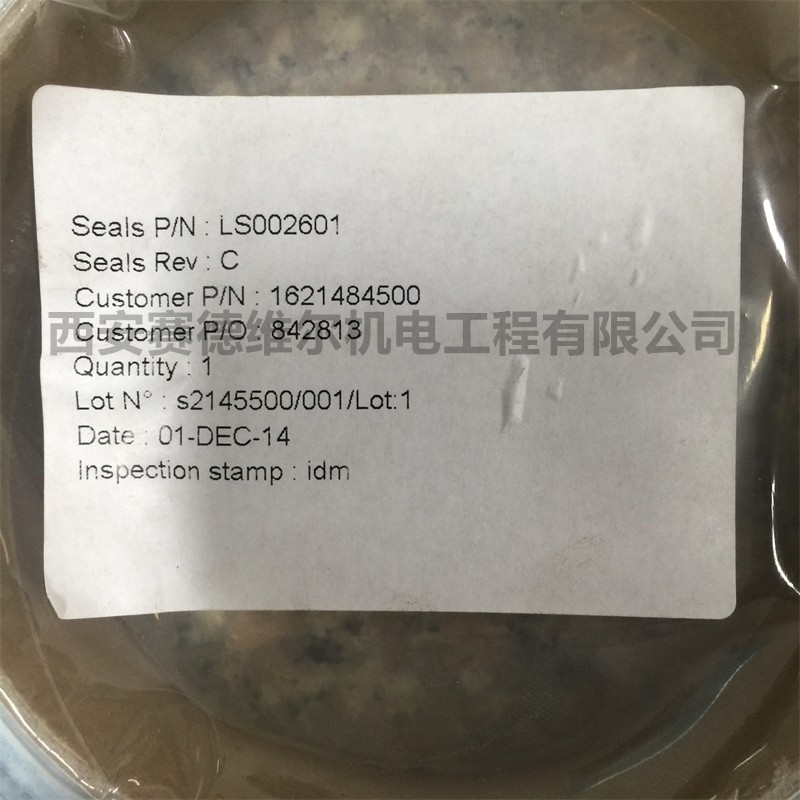 Seals P/N : LS002601
Seals Rev : C
Customer P/N : 1621484500
Customer P/O : 842813
西安赛德维尔机电工程有限公司
Quantity : 1
Lot N° : s2145500/001/Lot:1
Date : 01-DEC-14
Inspection stamp : idm